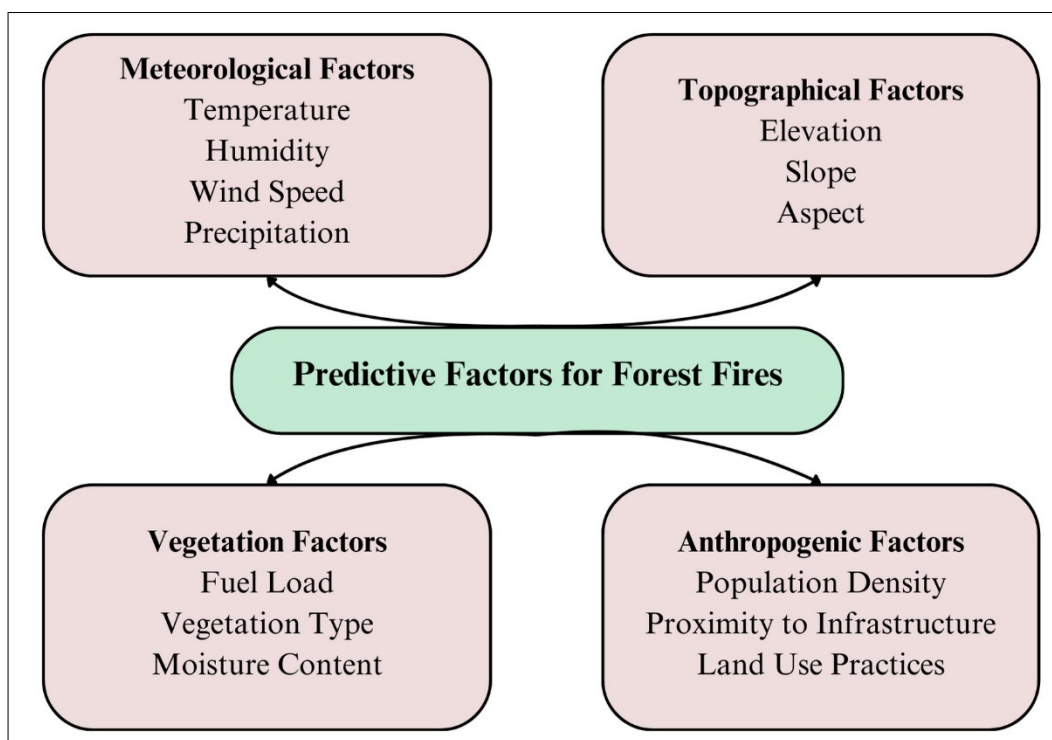 Meteorological Factors
Temperature
Humidity
Wind Speed
Precipitation
Topographical Factors
Elevation
Slope
Aspect
Predictive Factors for Forest Fires
Vegetation Factors
Fuel Load
Vegetation Type
Moisture Content
Anthropogenic Factors
Population Density
Proximity to Infrastructure
Land Use Practices